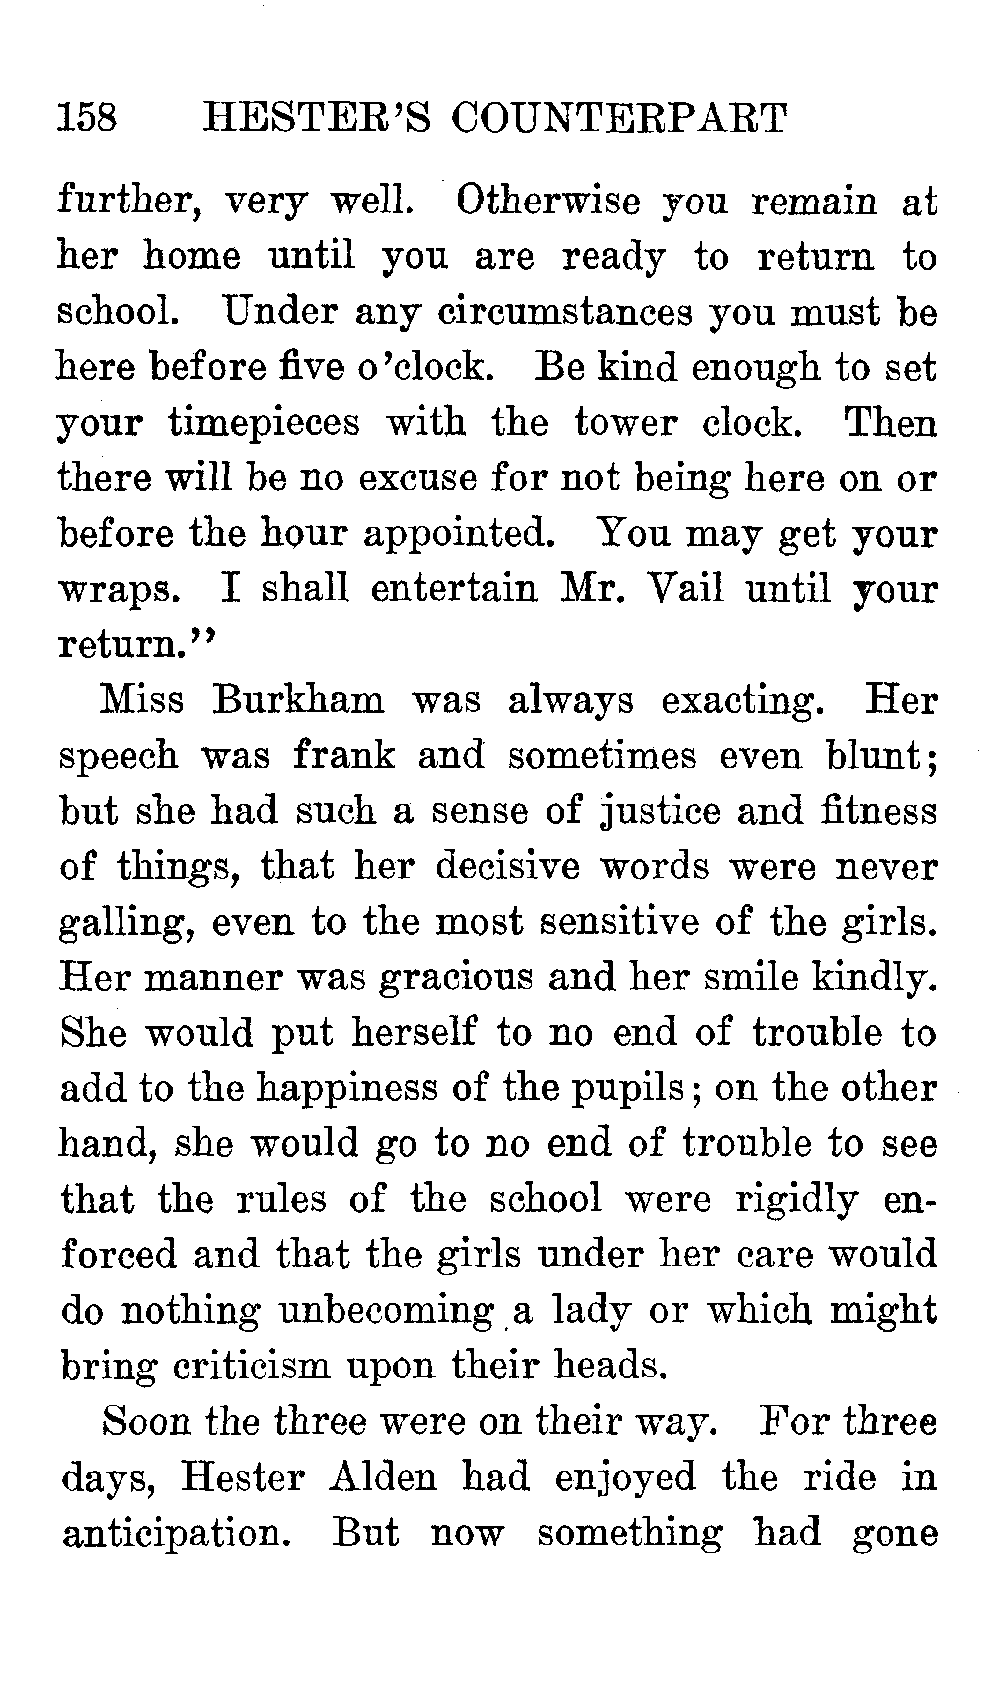 158 HESTER'S COUNTERPART
further, very well. Otherwise you remain at
her home until you are ready to return to
school. Under any circumstances you must be
here before five o'clock. Be kind enough to set
your timepieces with the tower clock. Then
there will be no excuse for not being here on or
before the hour appointed. You may get your
wraps. I shall entertain Mr. Vail until your
return."
Miss Burkham was always exacting. Her
speech was frank and sometimes even blunt;
but she had such a sense of justice and fitness
of things, that her decisive words were never
galling, even to the most sensitive of the girls.
Her manner was gracious and her smile kindly.
She would put herself to no end of trouble to
add to the happiness of the pupils; on the other
hand, she would go to no end of trouble to see
that the rules of the school were rigidly en-
forced and that the girls under her care would
do nothing unbecoming a lady or which might
bring criticism upon their heads.
Soon the three were on their way. For three
days, Hester Alden had enjoyed the ride in
anticipation. But now something had gone